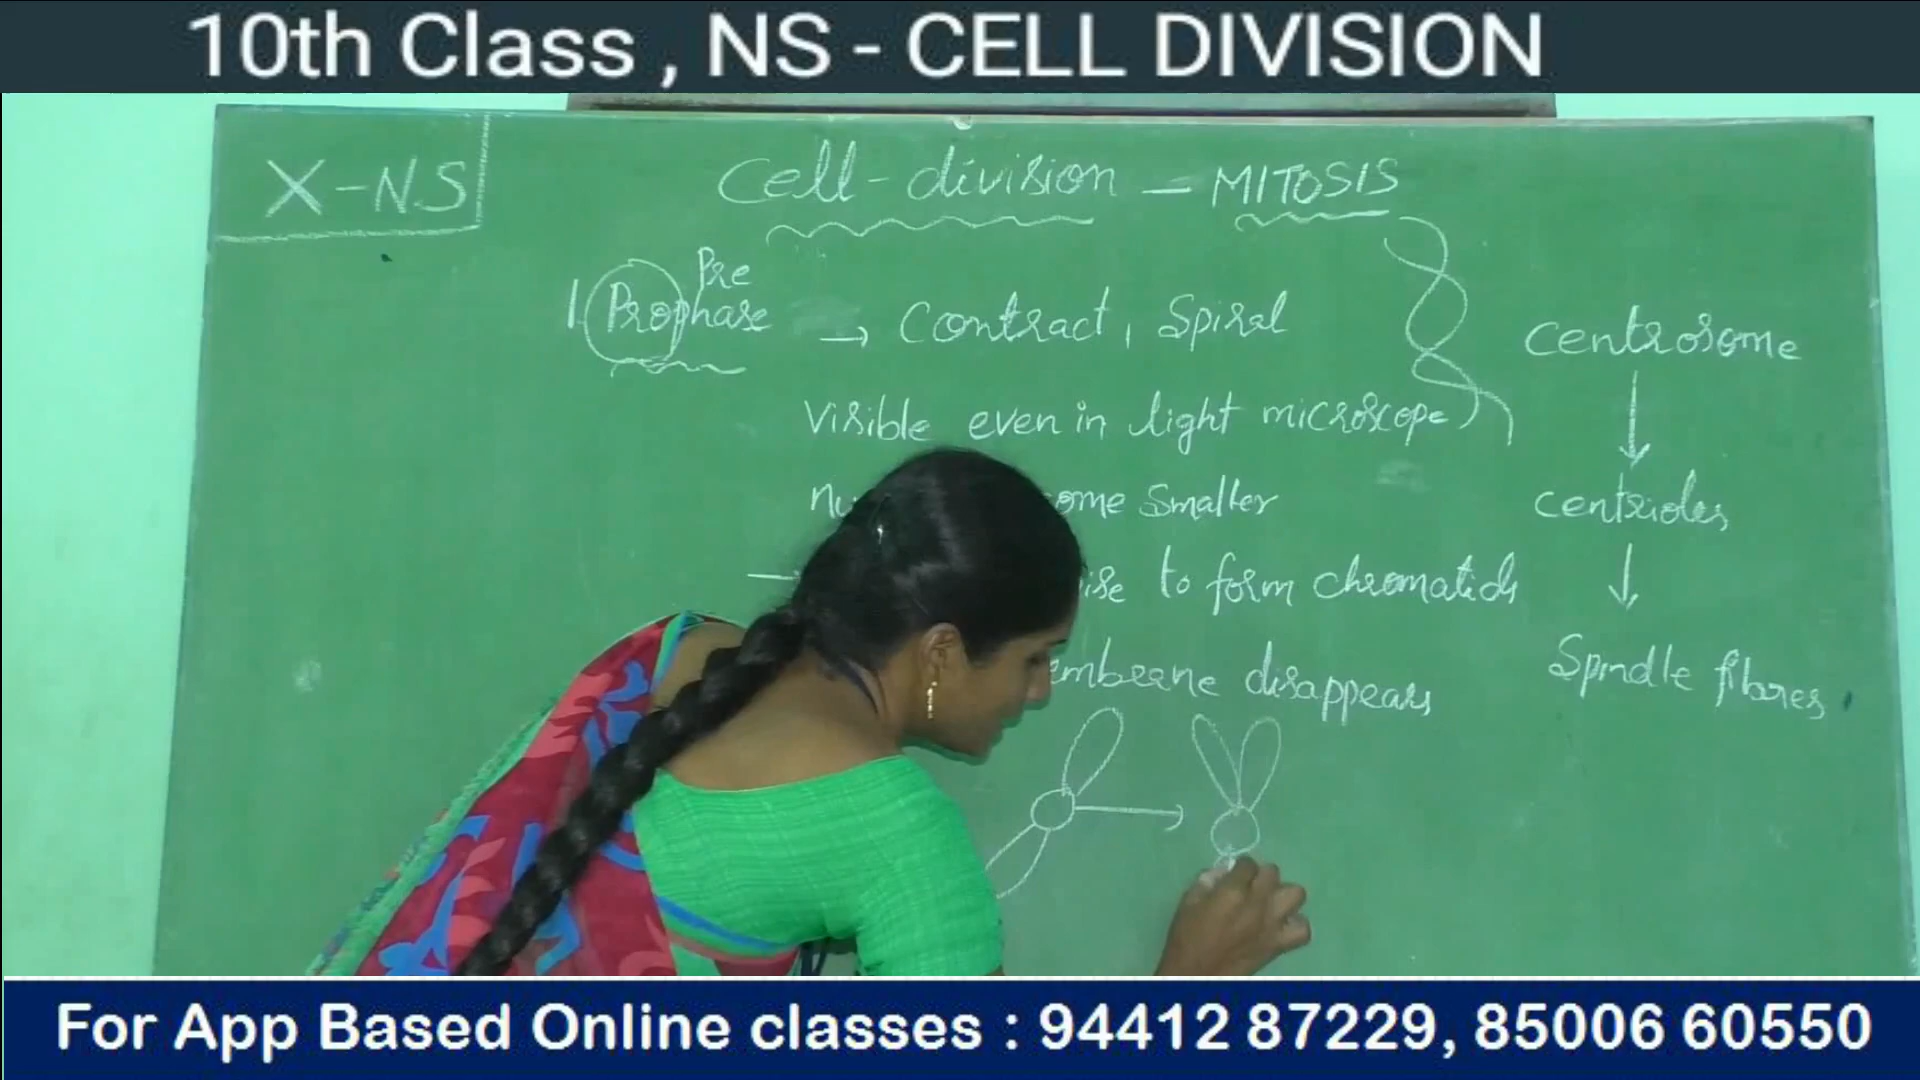 10th Class , NS - CELL DIVISION
X-NS
Cell-division - MITOSIS
Pre
1. Prophase → Contract, Spiral
visible even in light microscope
smaller
to form chromatids
disappears
Centrosome
↓
centrioles
↓
Spindle fibres
For App Based Online classes : 94412 87229, 85006 60550